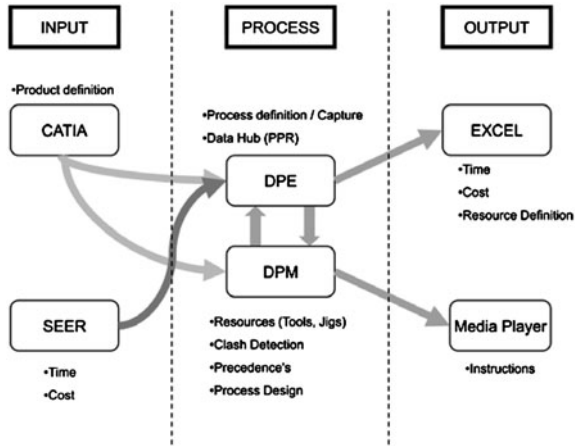 INPUT
PROCESS
OUTPUT
•Product definition
CATIA
•Process definition / Capture
•Data Hub (PPR)
DPE
EXCEL
•Time
•Cost
•Resource Definition
DPM
SEER
•Time
•Cost
•Resources (Tools, Jigs)
•Clash Detection
•Precedence's
•Process Design
Media Player
•Instructions